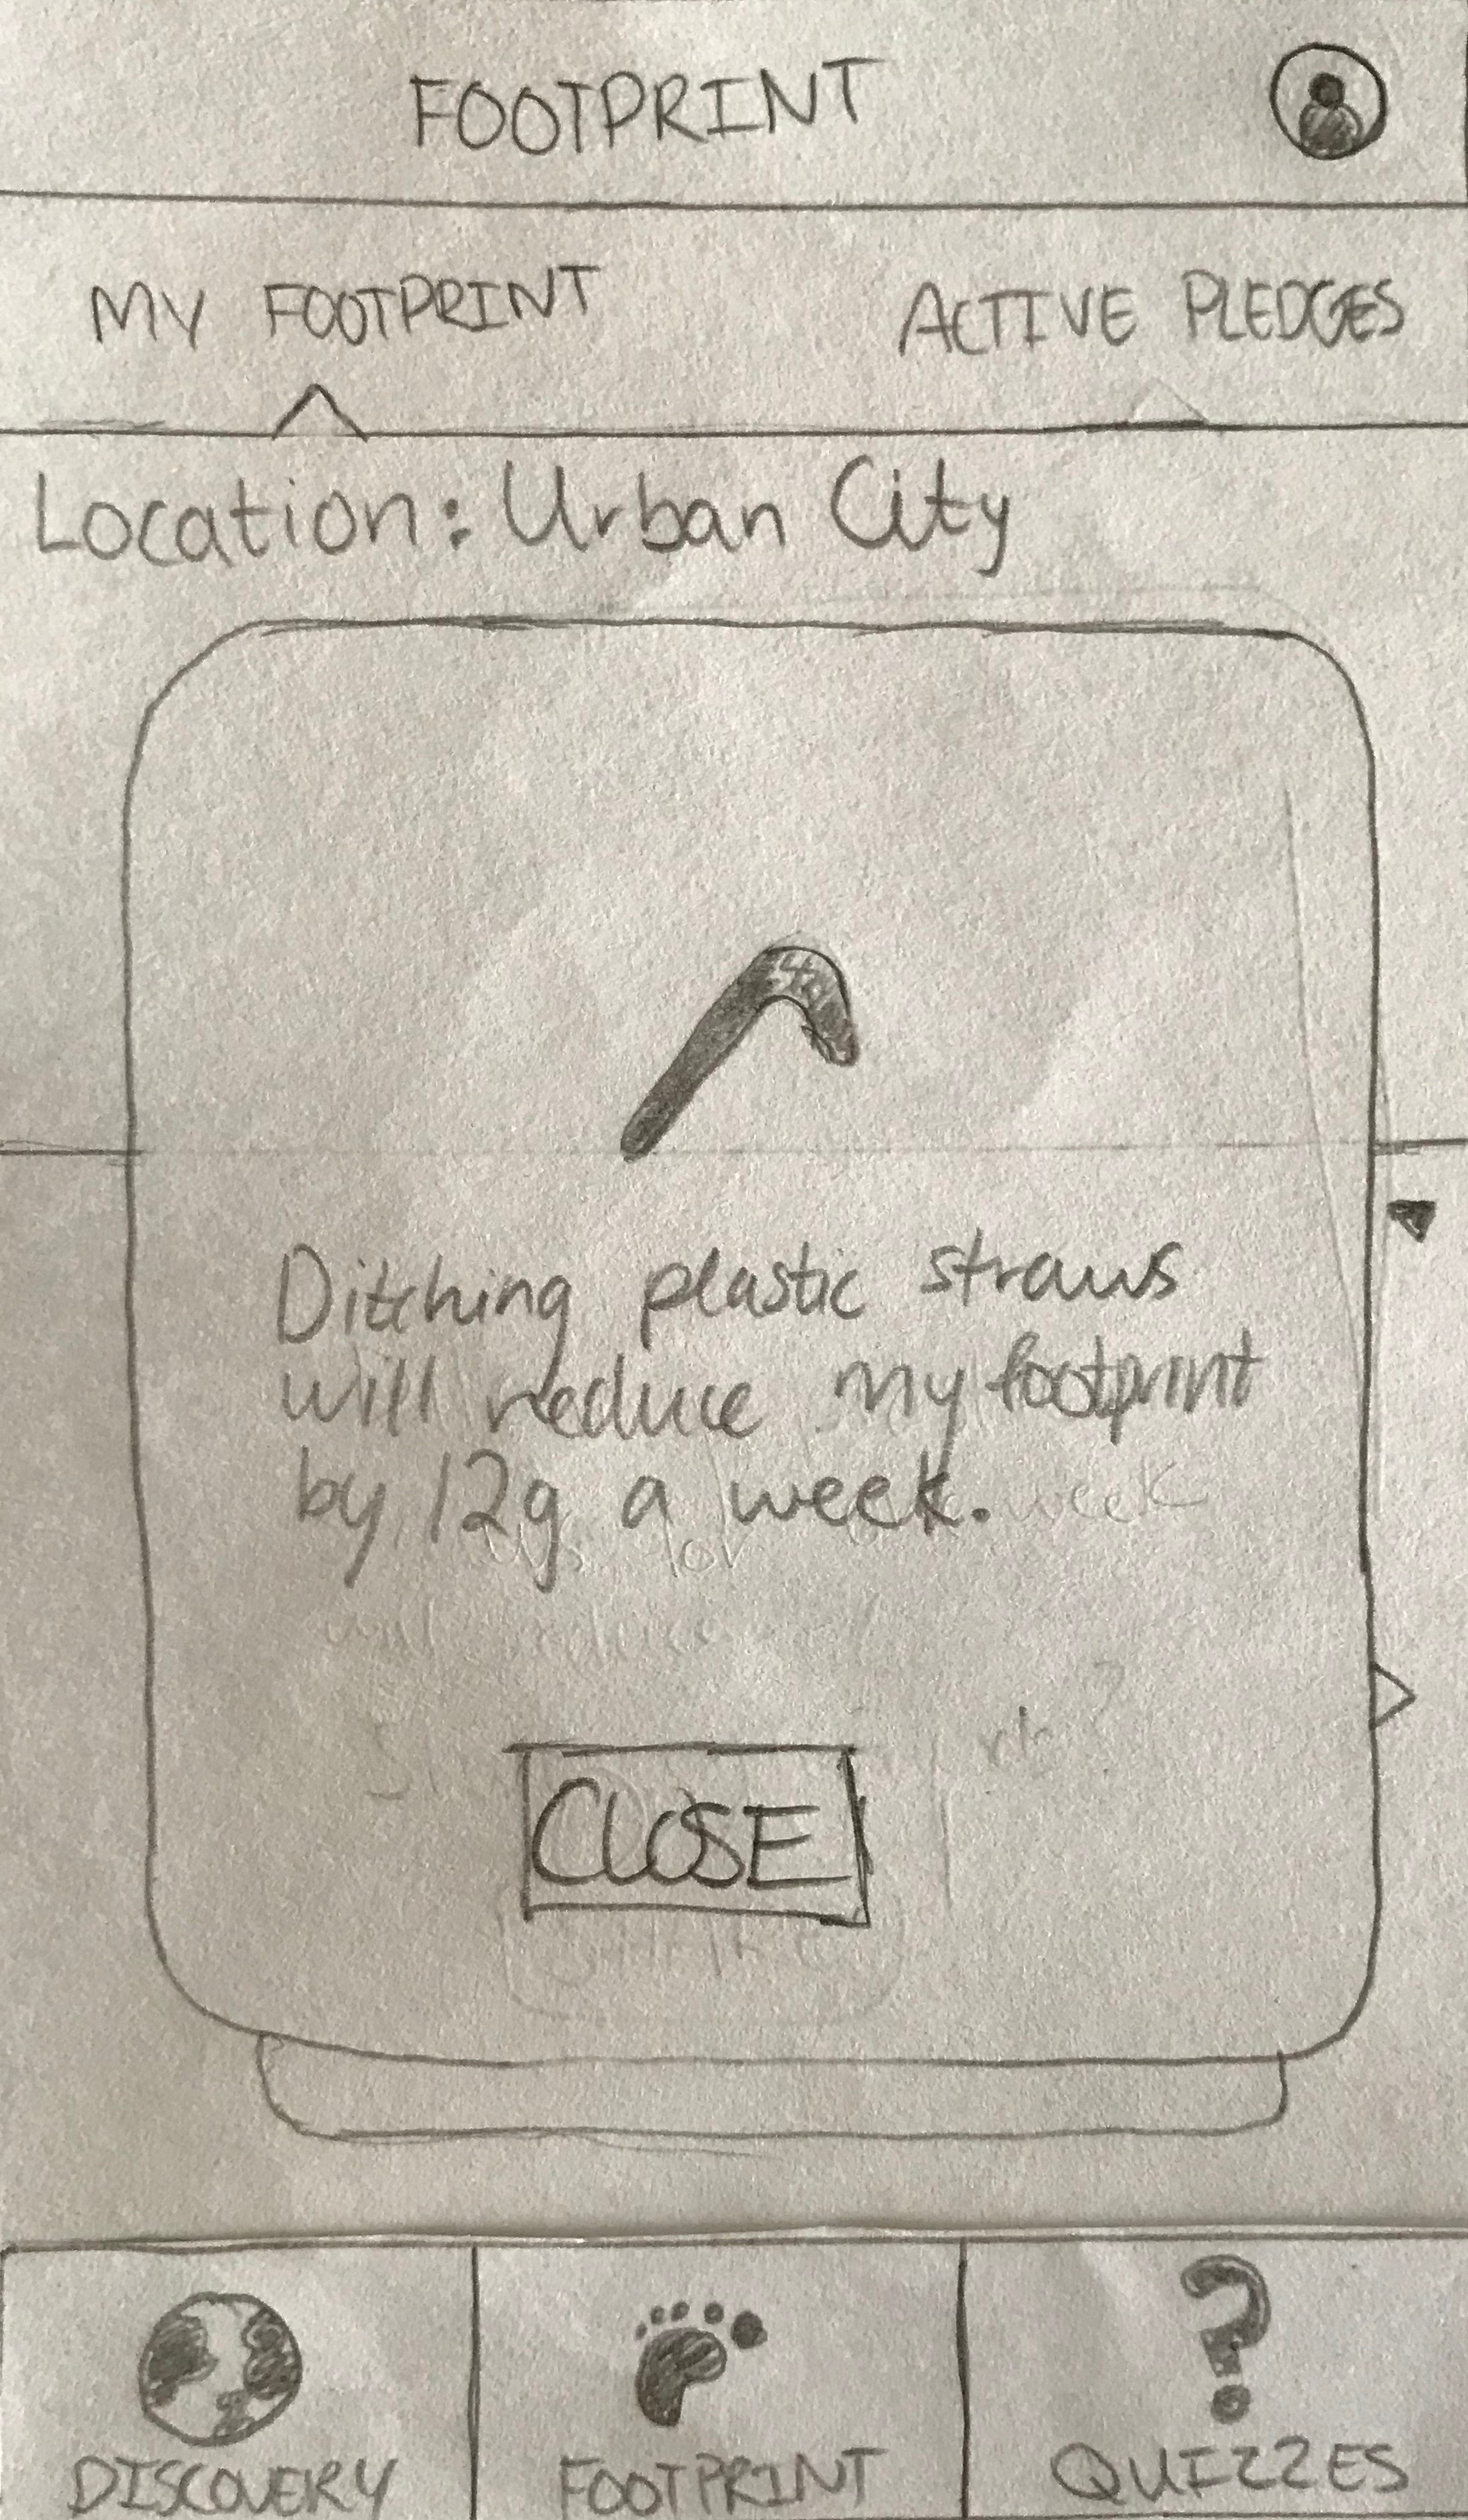 FOOTPRINT
MY FOOTPRINT ACTIVE PLEDGES
Location: Urban City
Ditching plastic straws
will reduce my footprint
by 12g a week.
week
CLOSE
DISCOVERY FOOTPRINT QUIZZES